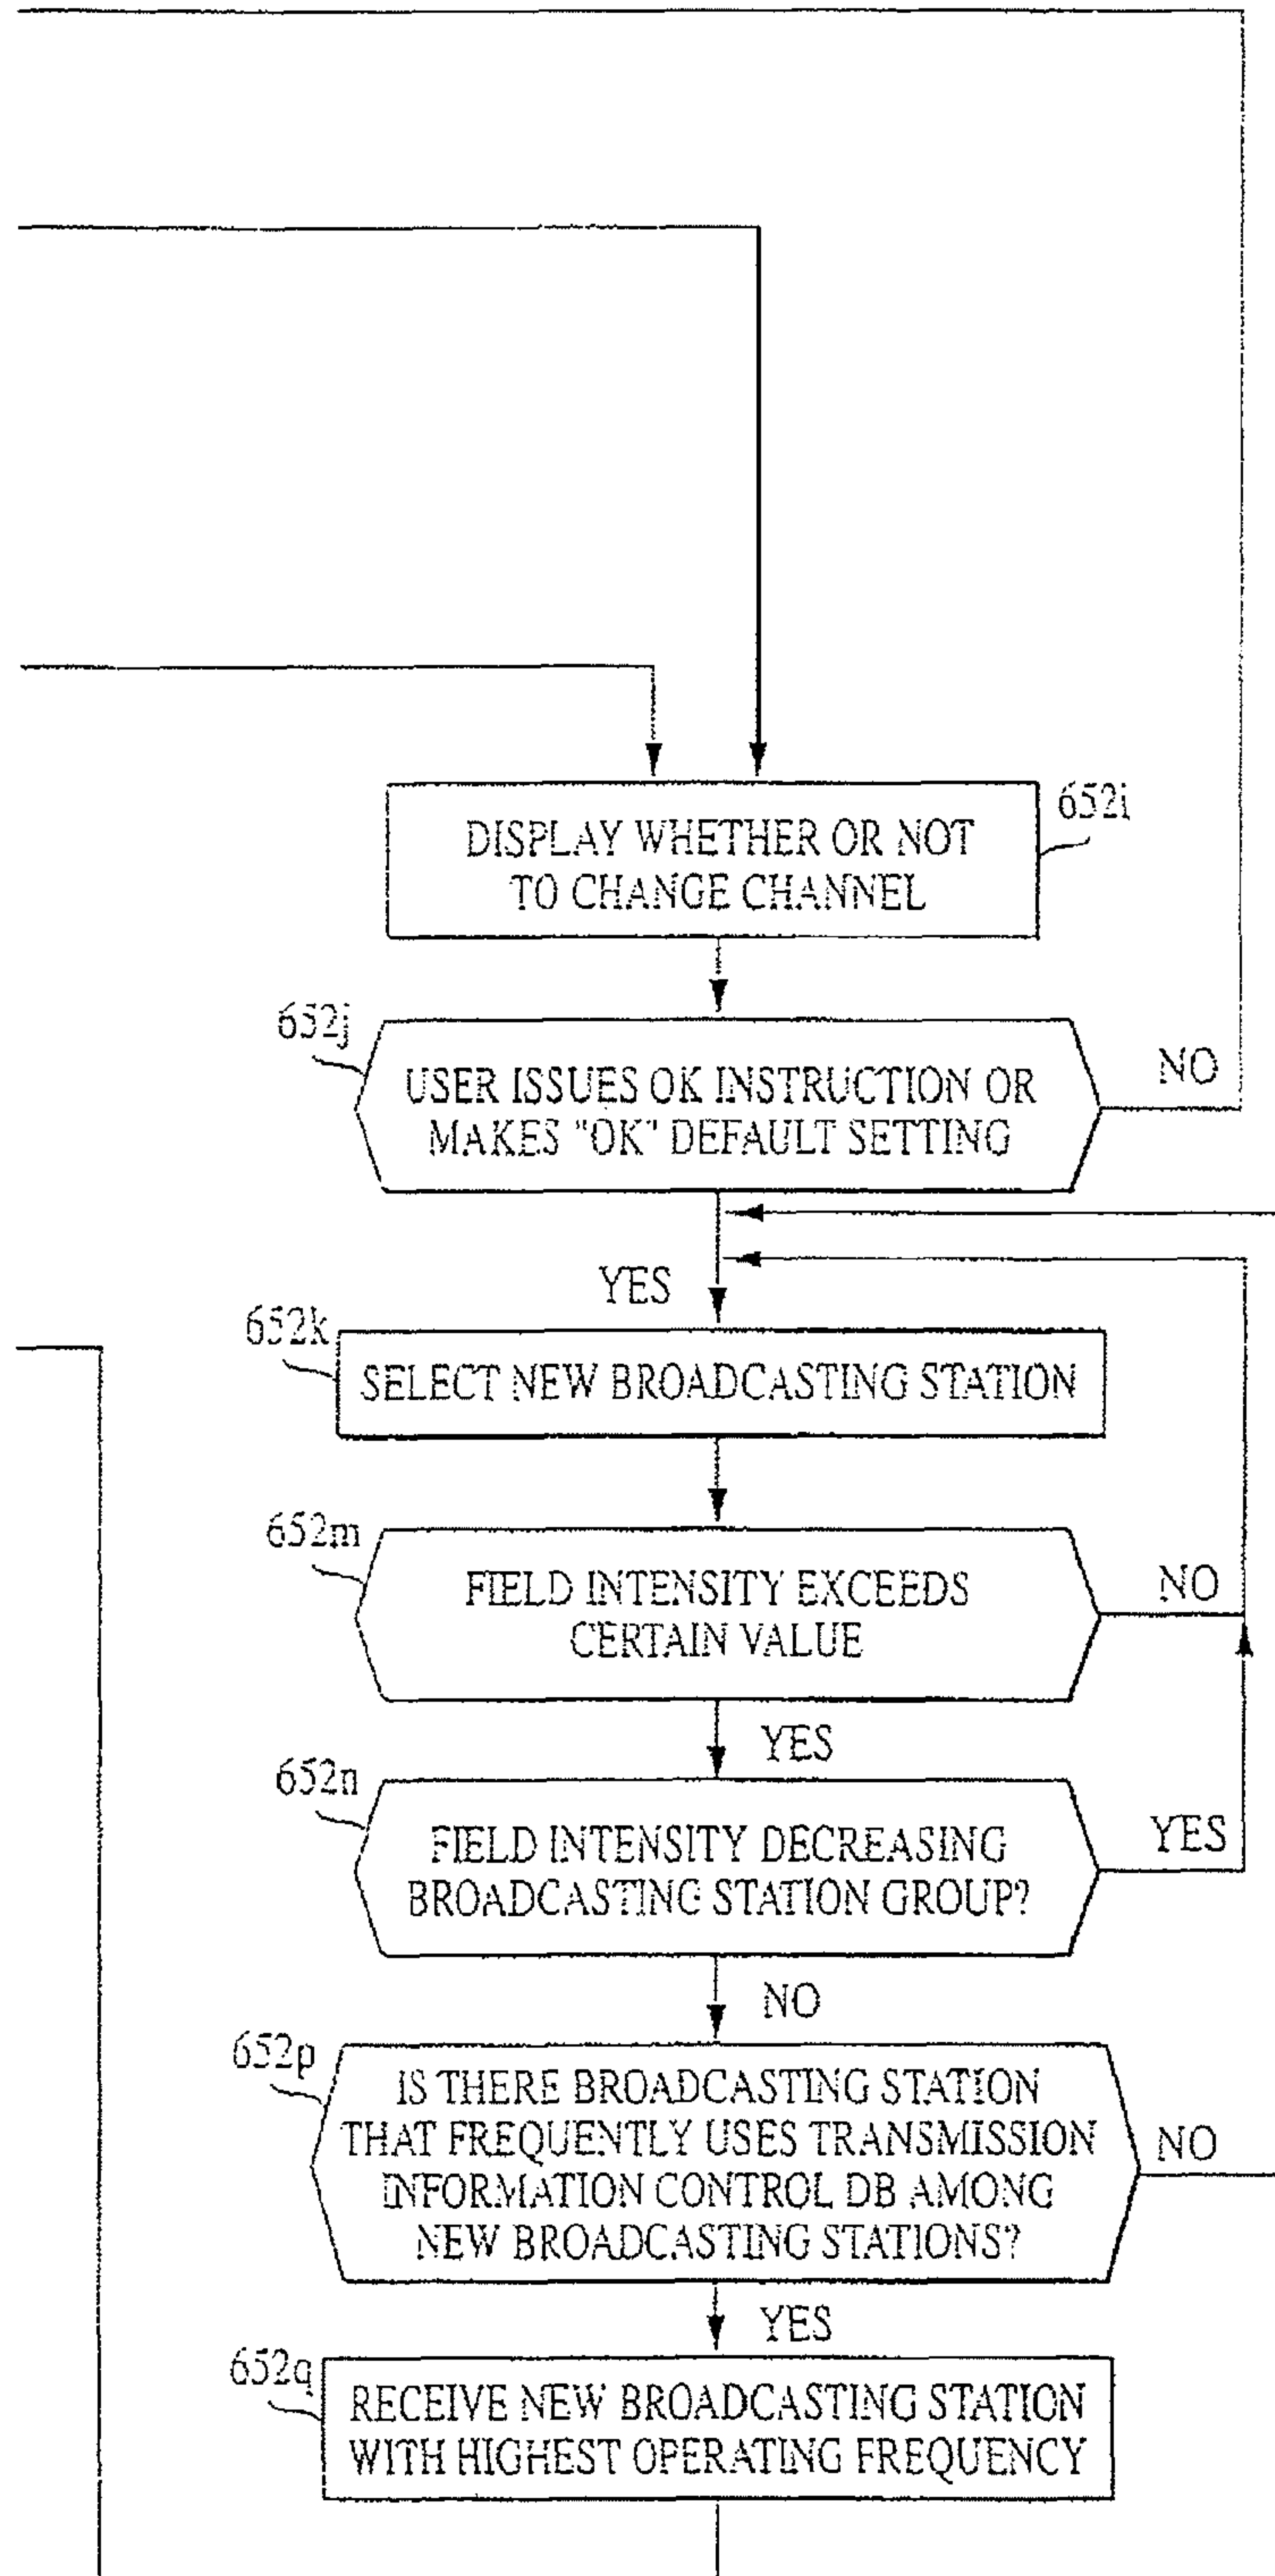 652i
DISPLAY WHETHER OR NOT
TO CHANGE CHANNEL
652j
USER ISSUES OK INSTRUCTION OR
MAKES "OK" DEFAULT SETTING
NO
YES
652k
SELECT NEW BROADCASTING STATION
652m
FIELD INTENSITY EXCEEDS
CERTAIN VALUE
NO
YES
652n
FIELD INTENSITY DECREASING
BROADCASTING STATION GROUP?
YES
NO
652p
IS THERE BROADCASTING STATION
THAT FREQUENTLY USES TRANSMISSION
INFORMATION CONTROL DB AMONG
NEW BROADCASTING STATIONS?
NO
YES
652q
RECEIVE NEW BROADCASTING STATION
WITH HIGHEST OPERATING FREQUENCY